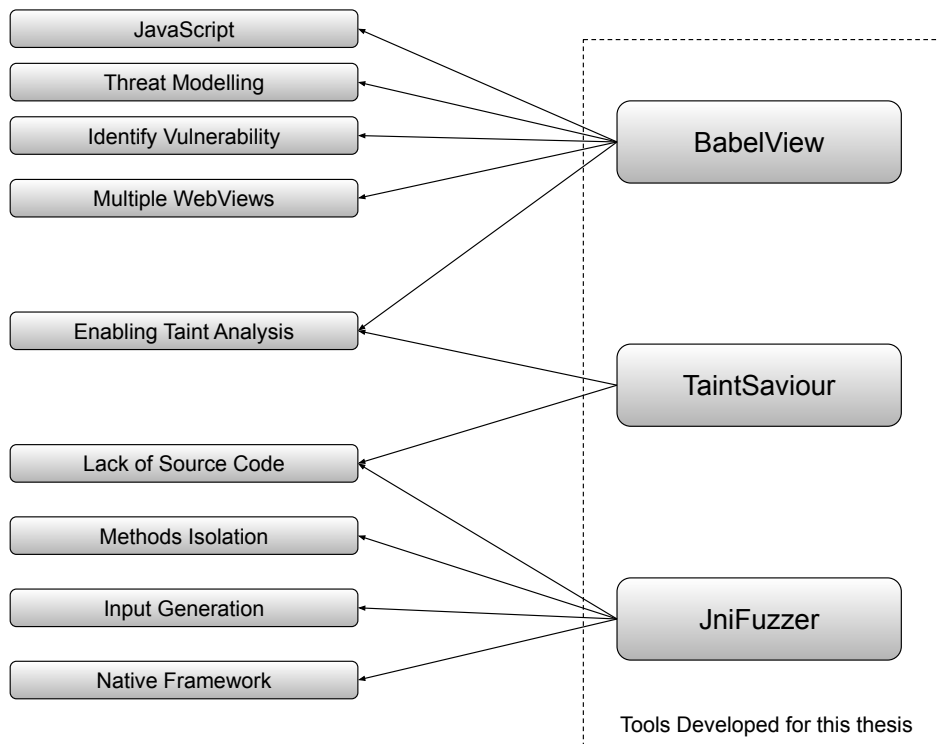 JavaScript
Threat Modelling
Identify Vulnerability
Multiple WebViews
Enabling Taint Analysis
Lack of Source Code
Methods Isolation
Input Generation
Native Framework
BabelView
TaintSaviour
JniFuzzer
Tools Developed for this thesis